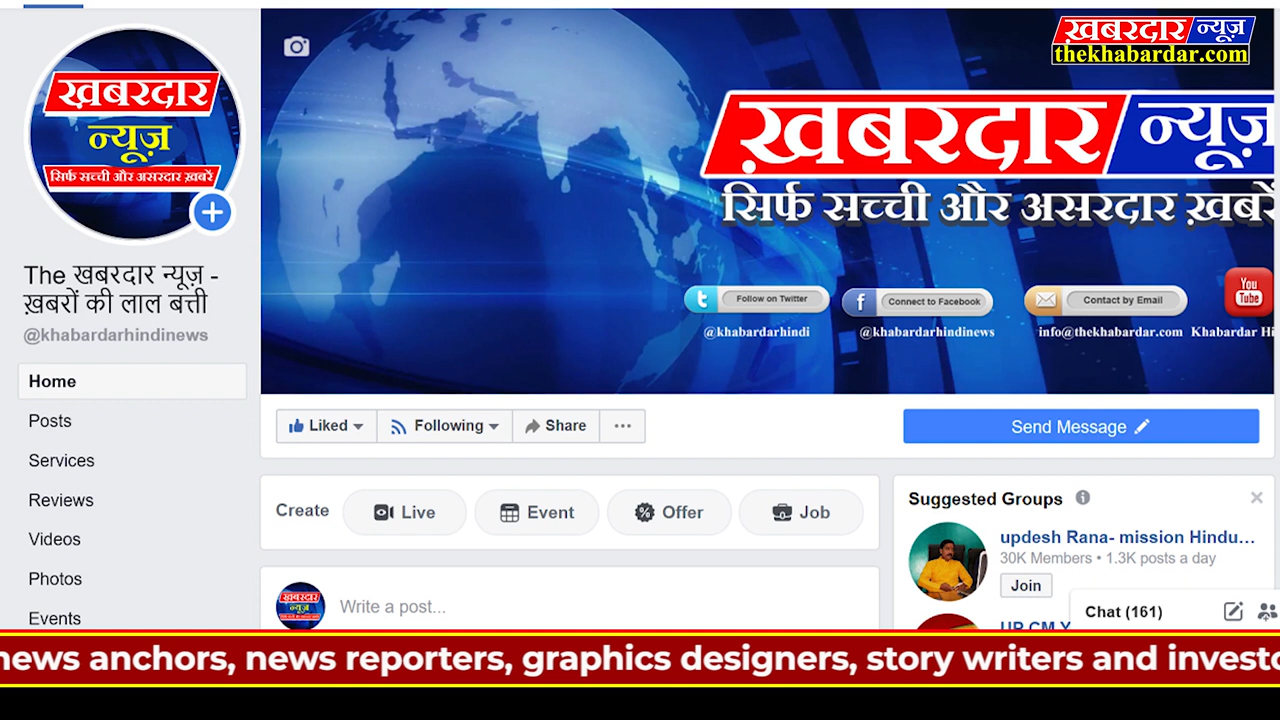 ख़बरदार
न्यूज़
सिर्फ सच्ची और असरदार ख़बरें
The खबरदार न्यूज़ -
ख़बरों की लाल बत्ती
@khabardarhindinews
Home
Posts
Services
Reviews
Videos
Photos
Events
ख़बरदार न्यूज़
thekhabardar.com
ख़बरदार न्यूज़
सिर्फ सच्ची और असरदार ख़बरें
Follow on Twitter
@khabardarhindi
Connect to Facebook
@khabardarhindinews
Contact by Email
info@thekhabardar.com
You
Tube
Khabardar Hi
Liked
Following
Share
Send Message
Create
Live
Event
Offer
Job
Write a post...
Suggested Groups
updesh Rana- mission Hindu...
30K Members • 1.3K posts a day
Join
UP CM Y
Chat (161)
news anchors, news reporters, graphics designers, story writers and investo